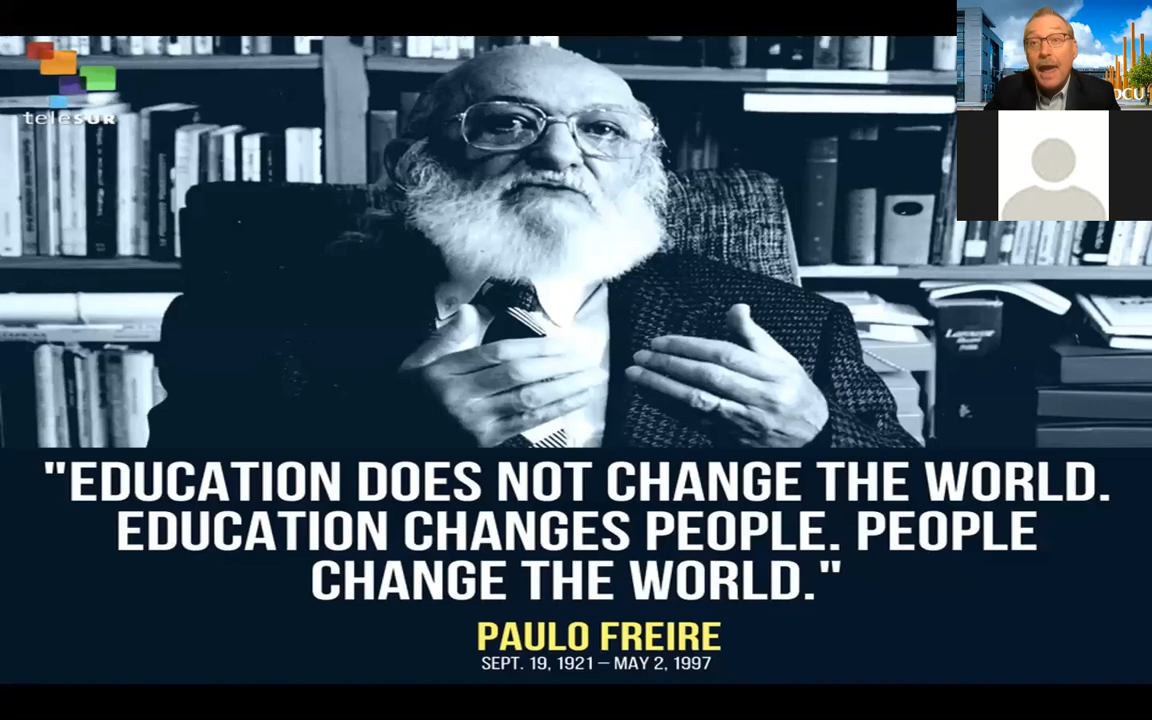 teleSUR
DCU
"EDUCATION DOES NOT CHANGE THE WORLD.
EDUCATION CHANGES PEOPLE. PEOPLE
CHANGE THE WORLD."
PAULO FREIRE
SEPT. 19, 1921 – MAY 2, 1997